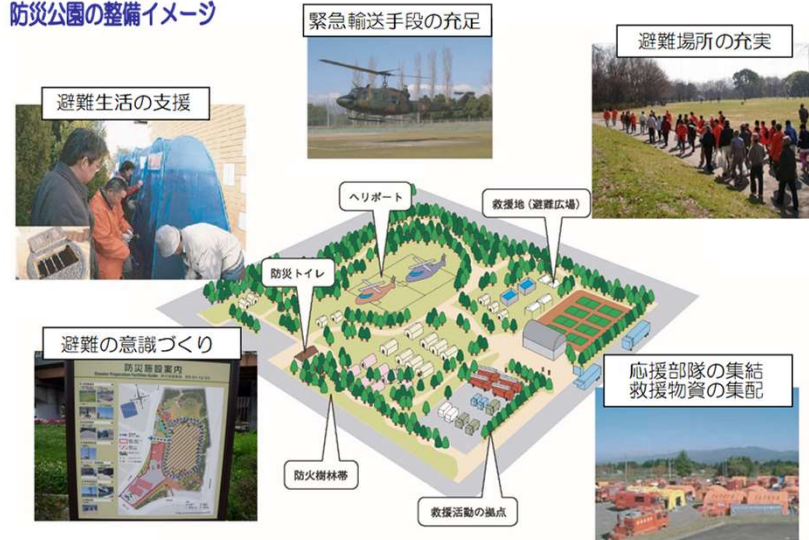 防災公園の整備イメージ
緊急輸送手段の充足
避難場所の充実
避難生活の支援
ヘリポート
救援地(避難広場)
防災トイレ
避難の意識づくり
防災施設案内
応援部隊の集結
救援物資の集配
防火樹林帯
救援活動の拠点